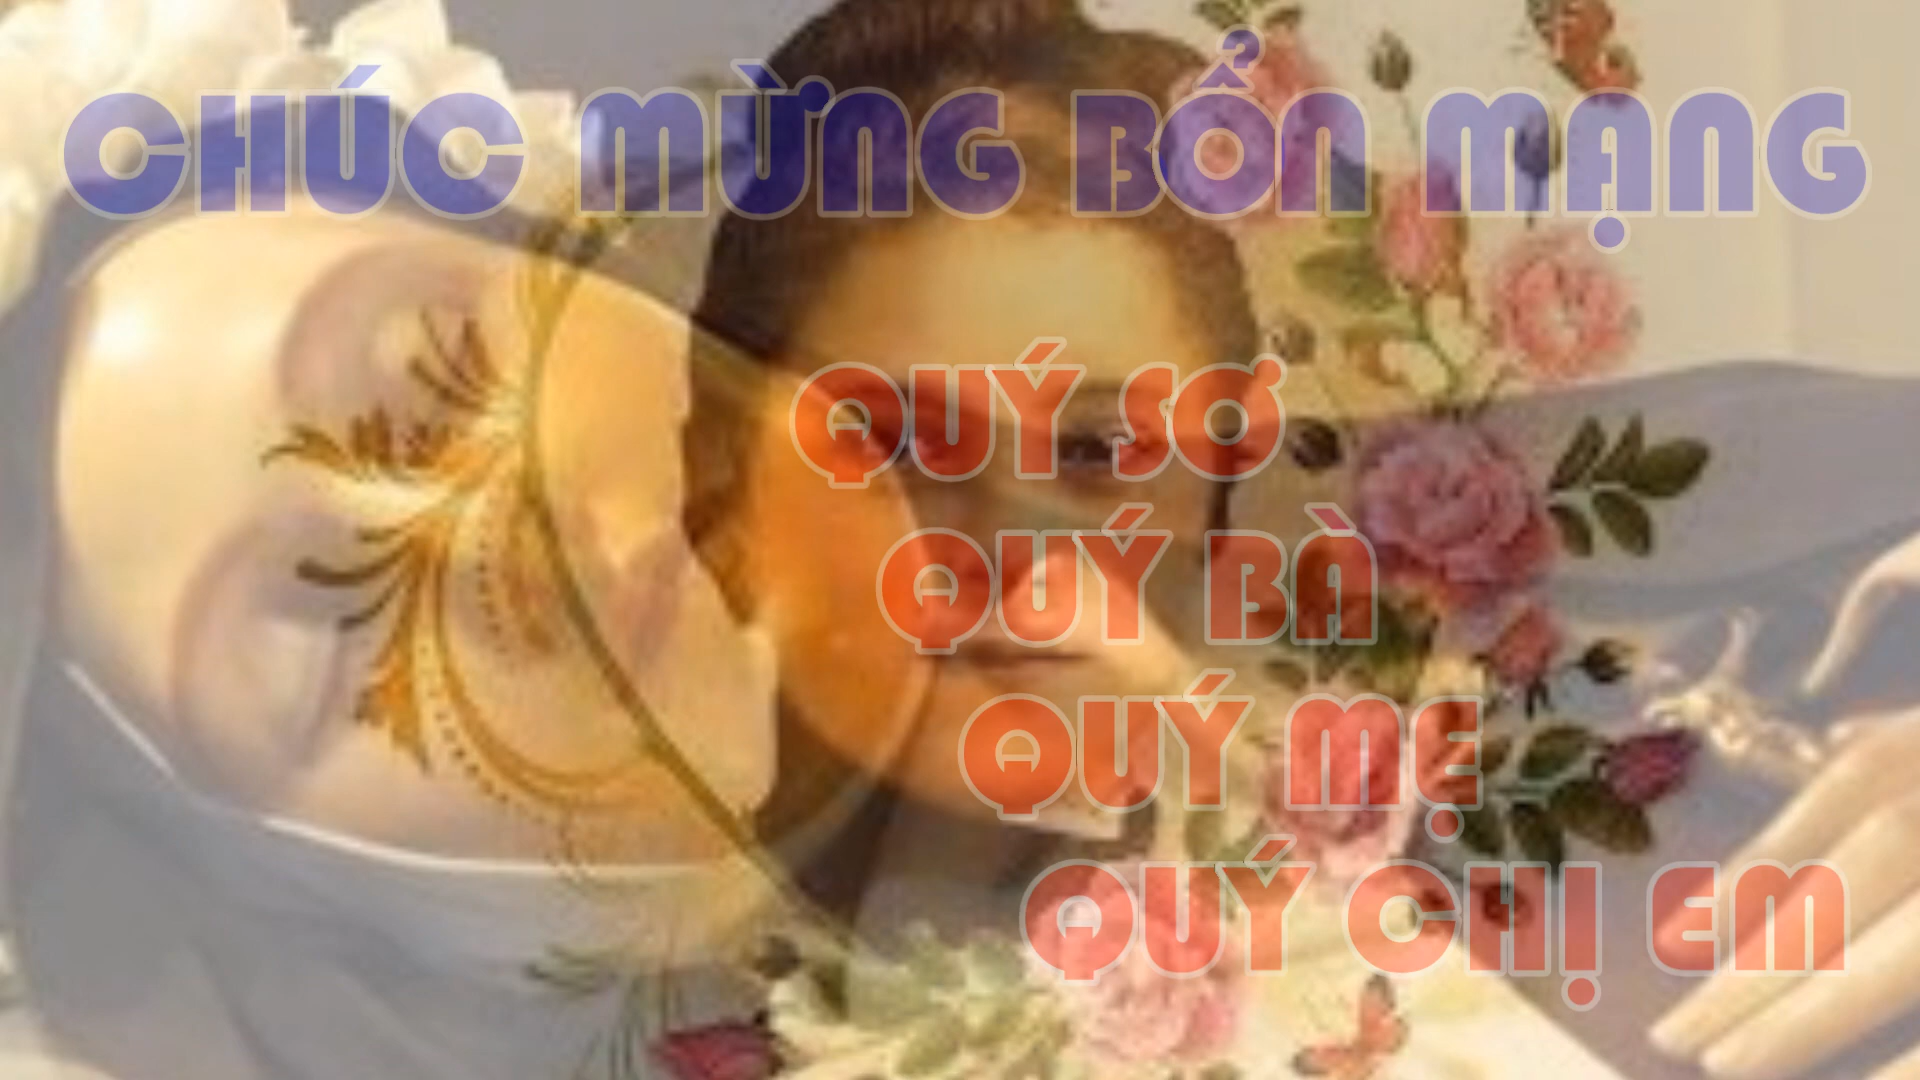 CHÚC MỪNG BỔN MẠNG
QUÝ SƠ
QUÝ BÀ
QUÝ MẸ
QUÝ CHỊ EM